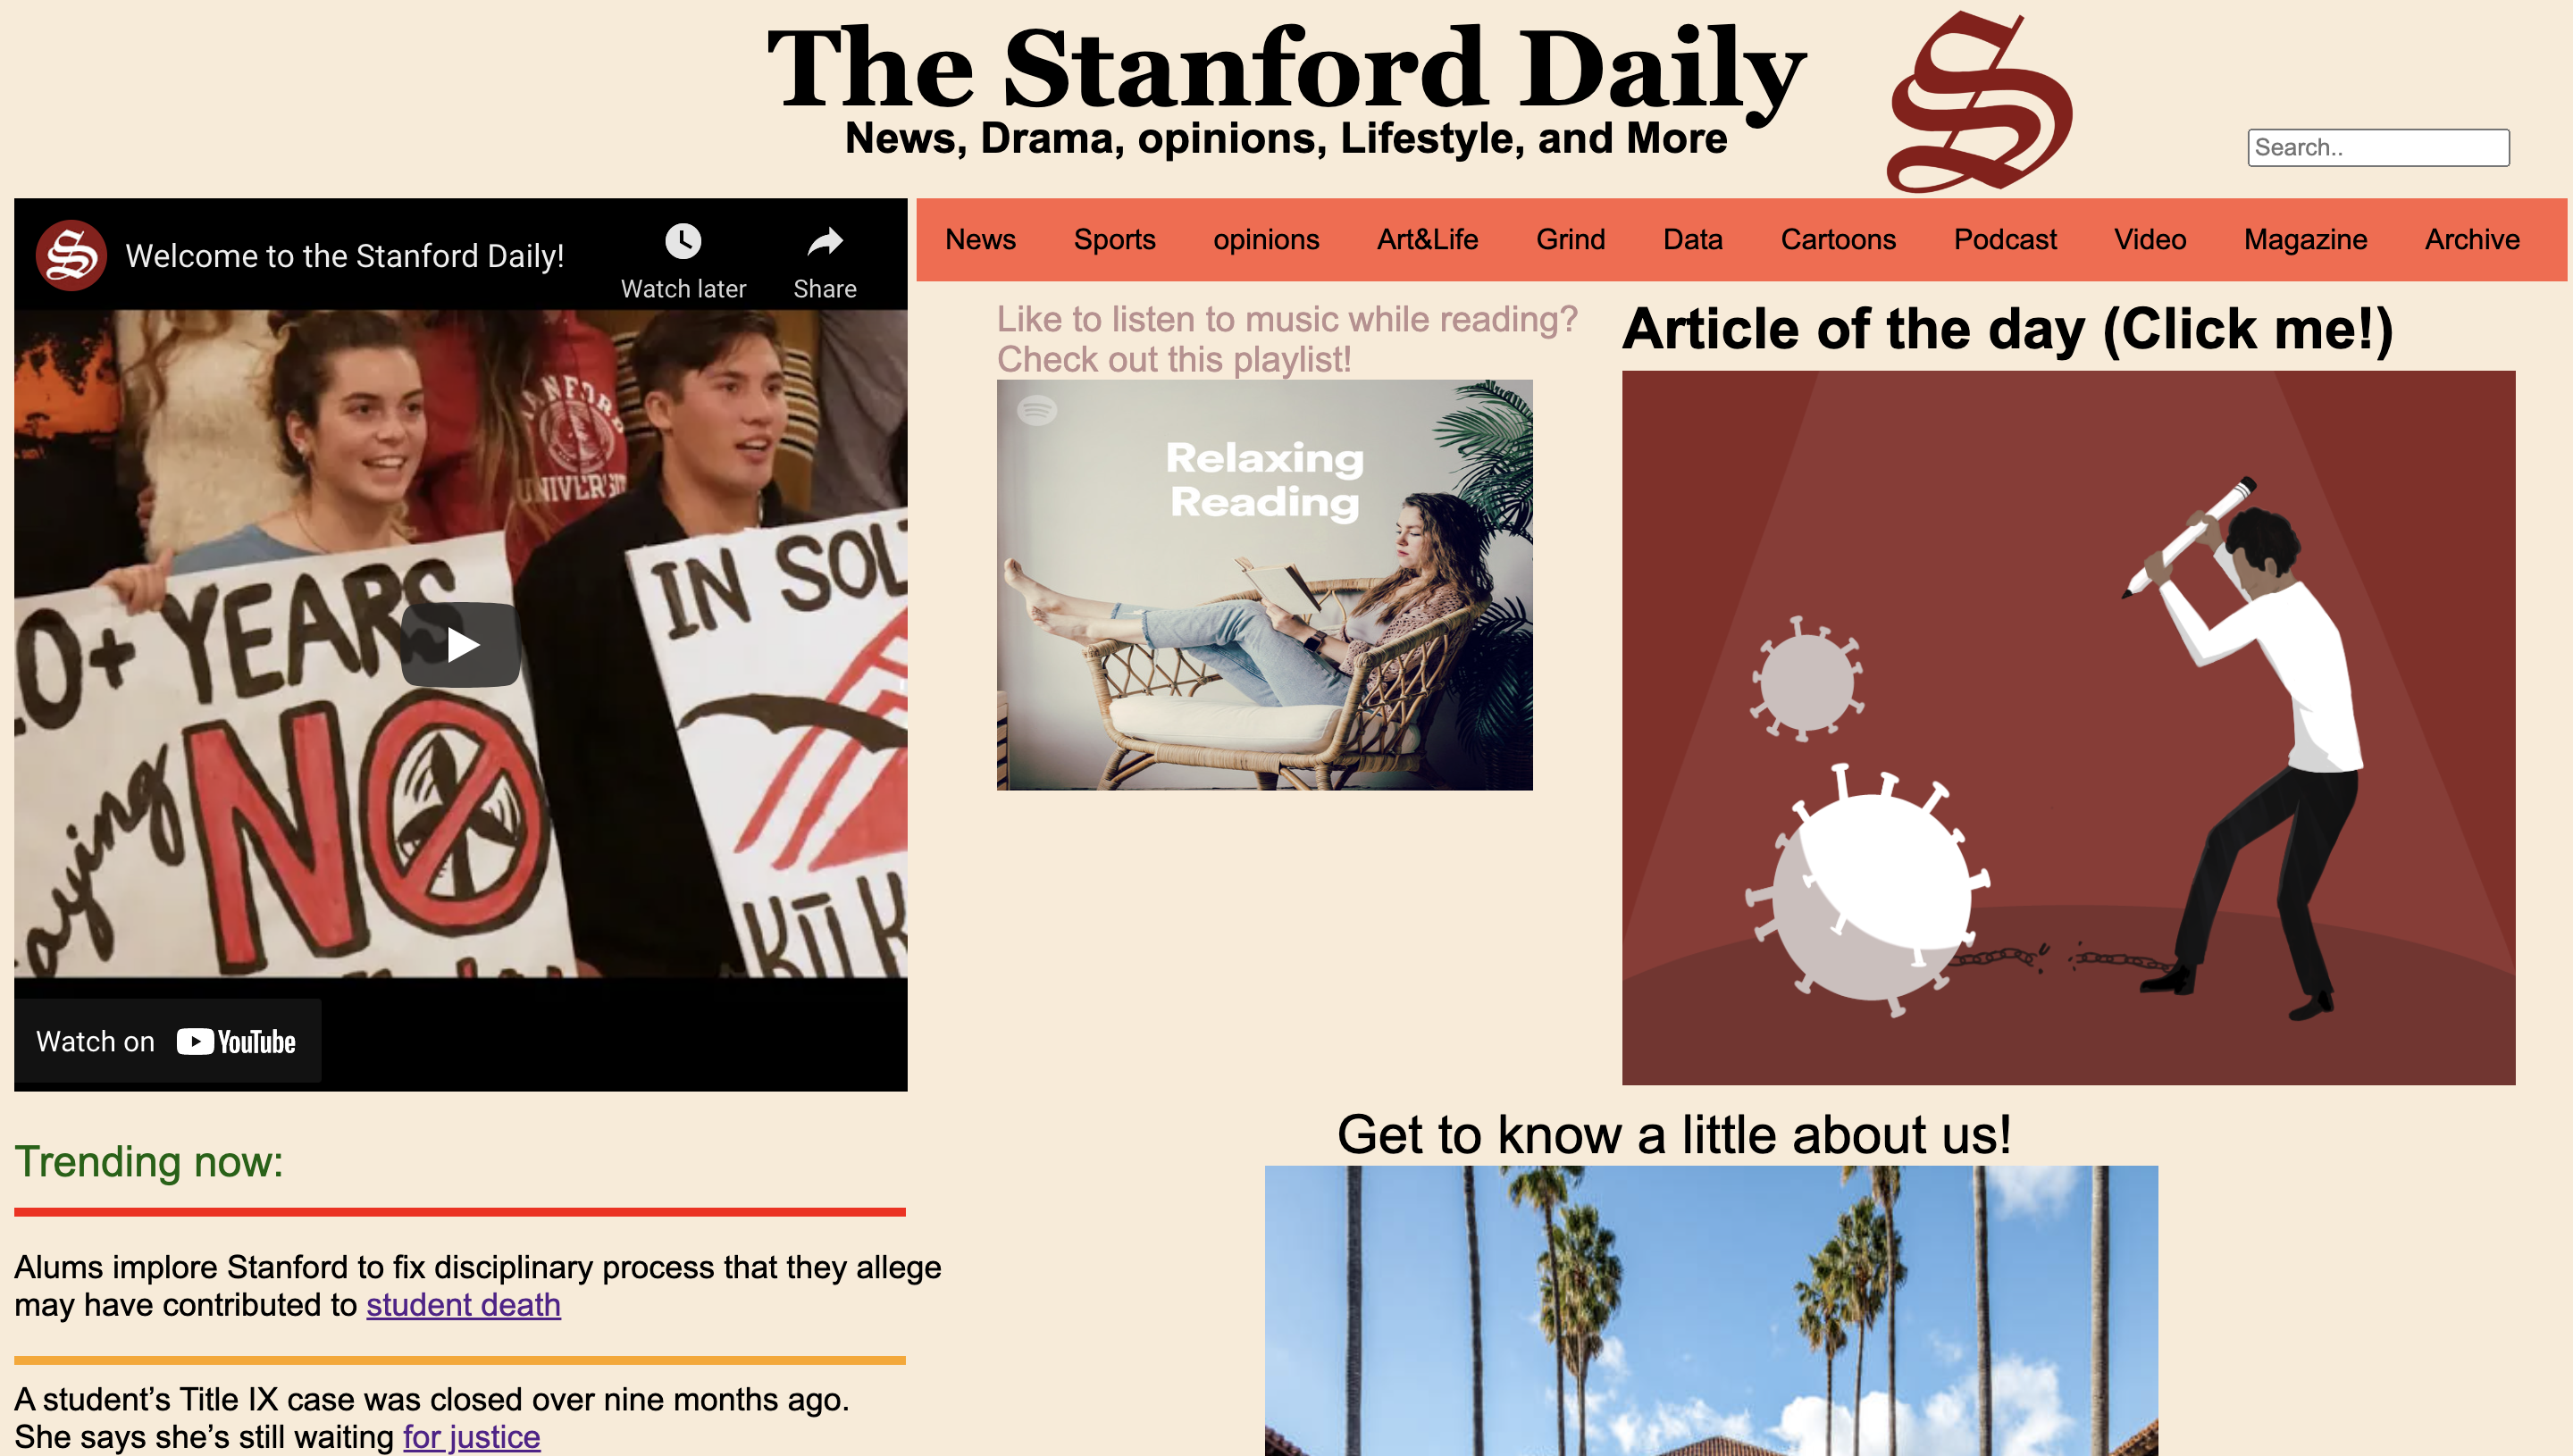 The Stanford Daily
News, Drama, opinions, Lifestyle, and More
S
Search..
News Sports opinions Art&Life Grind Data Cartoons Podcast Video Magazine Archive
S
Welcome to the Stanford Daily!
Watch later
Share
UNIVERSIT
0+ YEARS
aying
NO
IN SOL
KŪ K
Watch on YouTube
Like to listen to music while reading?
Check out this playlist!
Relaxing
Reading
Article of the day (Click me!)
Get to know a little about us!
Trending now:
Alums implore Stanford to fix disciplinary process that they allege
may have contributed to student death
A student’s Title IX case was closed over nine months ago.
She says she’s still waiting for justice